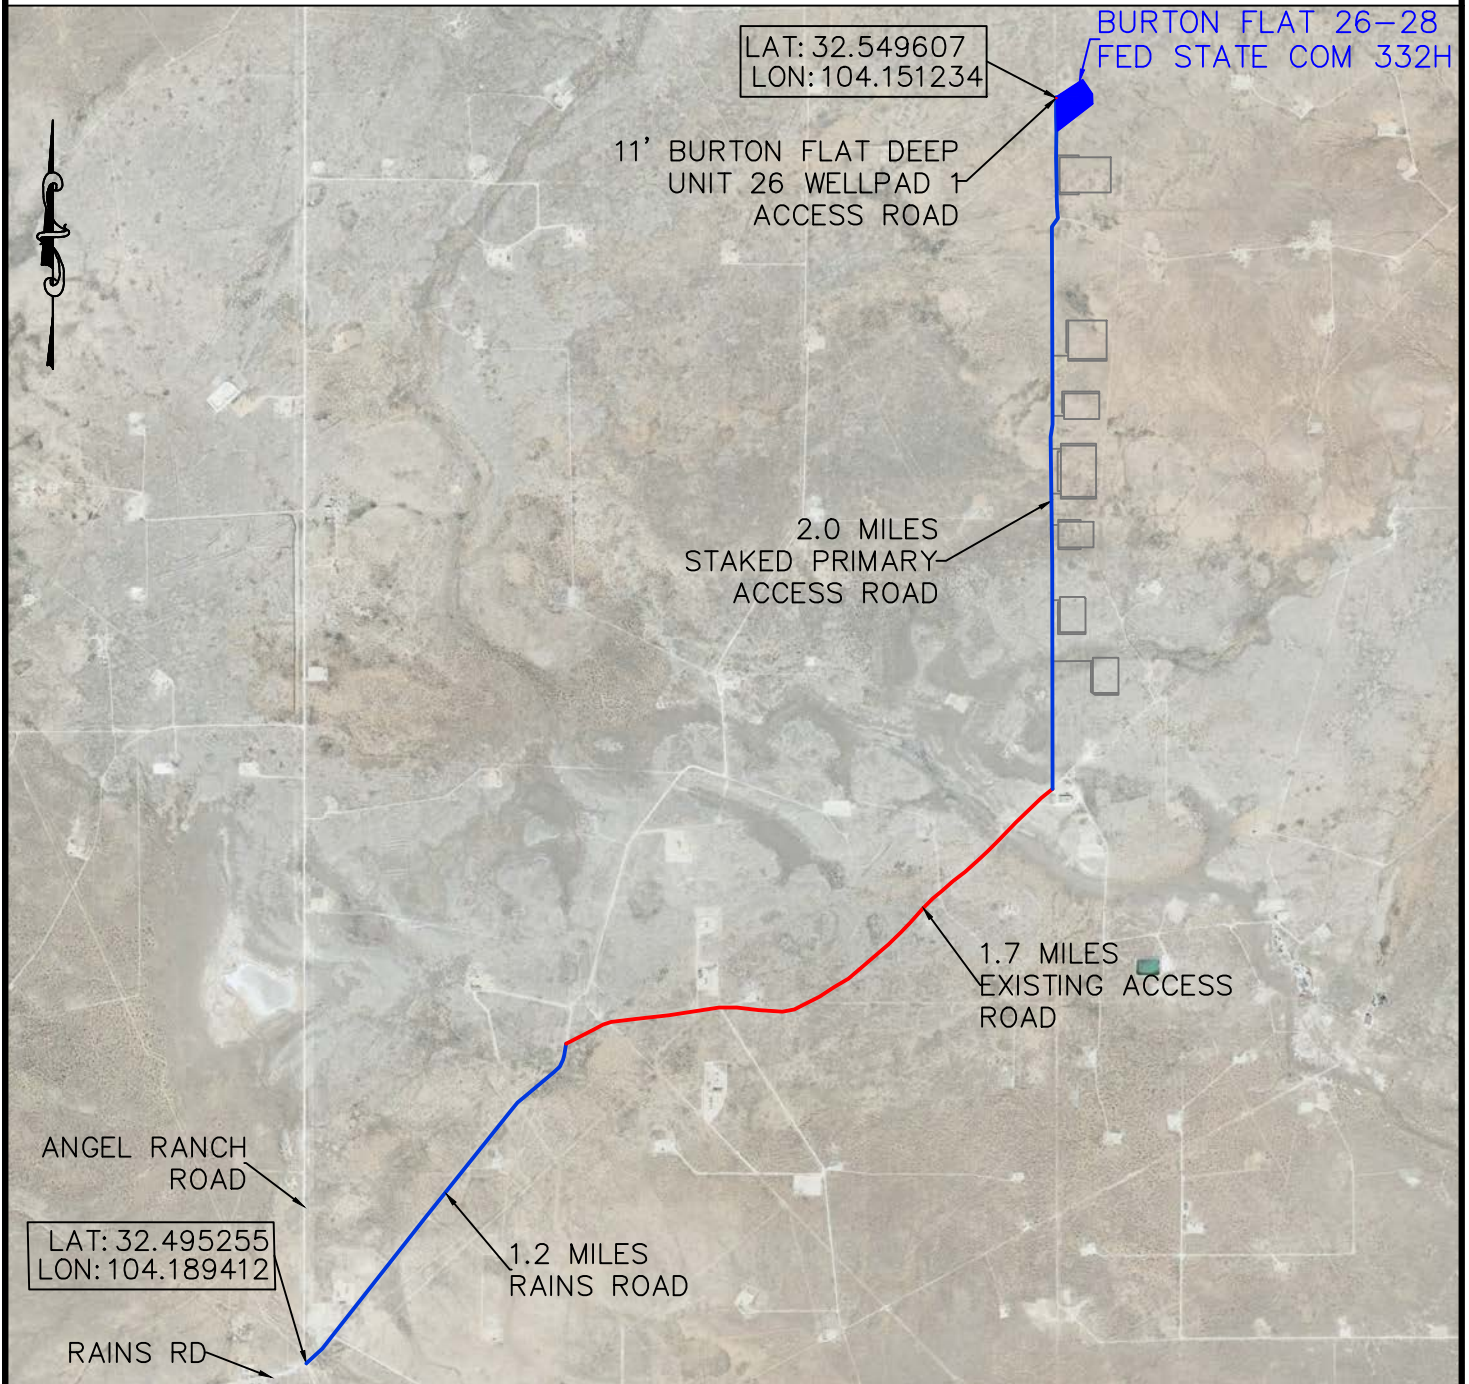 BURTON FLAT 26-28
FED STATE COM 332H
LAT: 32.549607
LON: 104.151234
11' BURTON FLAT DEEP
UNIT 26 WELLPAD 1
ACCESS ROAD
2.0 MILES
STAKED PRIMARY
ACCESS ROAD
1.7 MILES
EXISTING ACCESS
ROAD
ANGEL RANCH
ROAD
LAT: 32.495255
LON: 104.189412
1.2 MILES
RAINS ROAD
RAINS RD